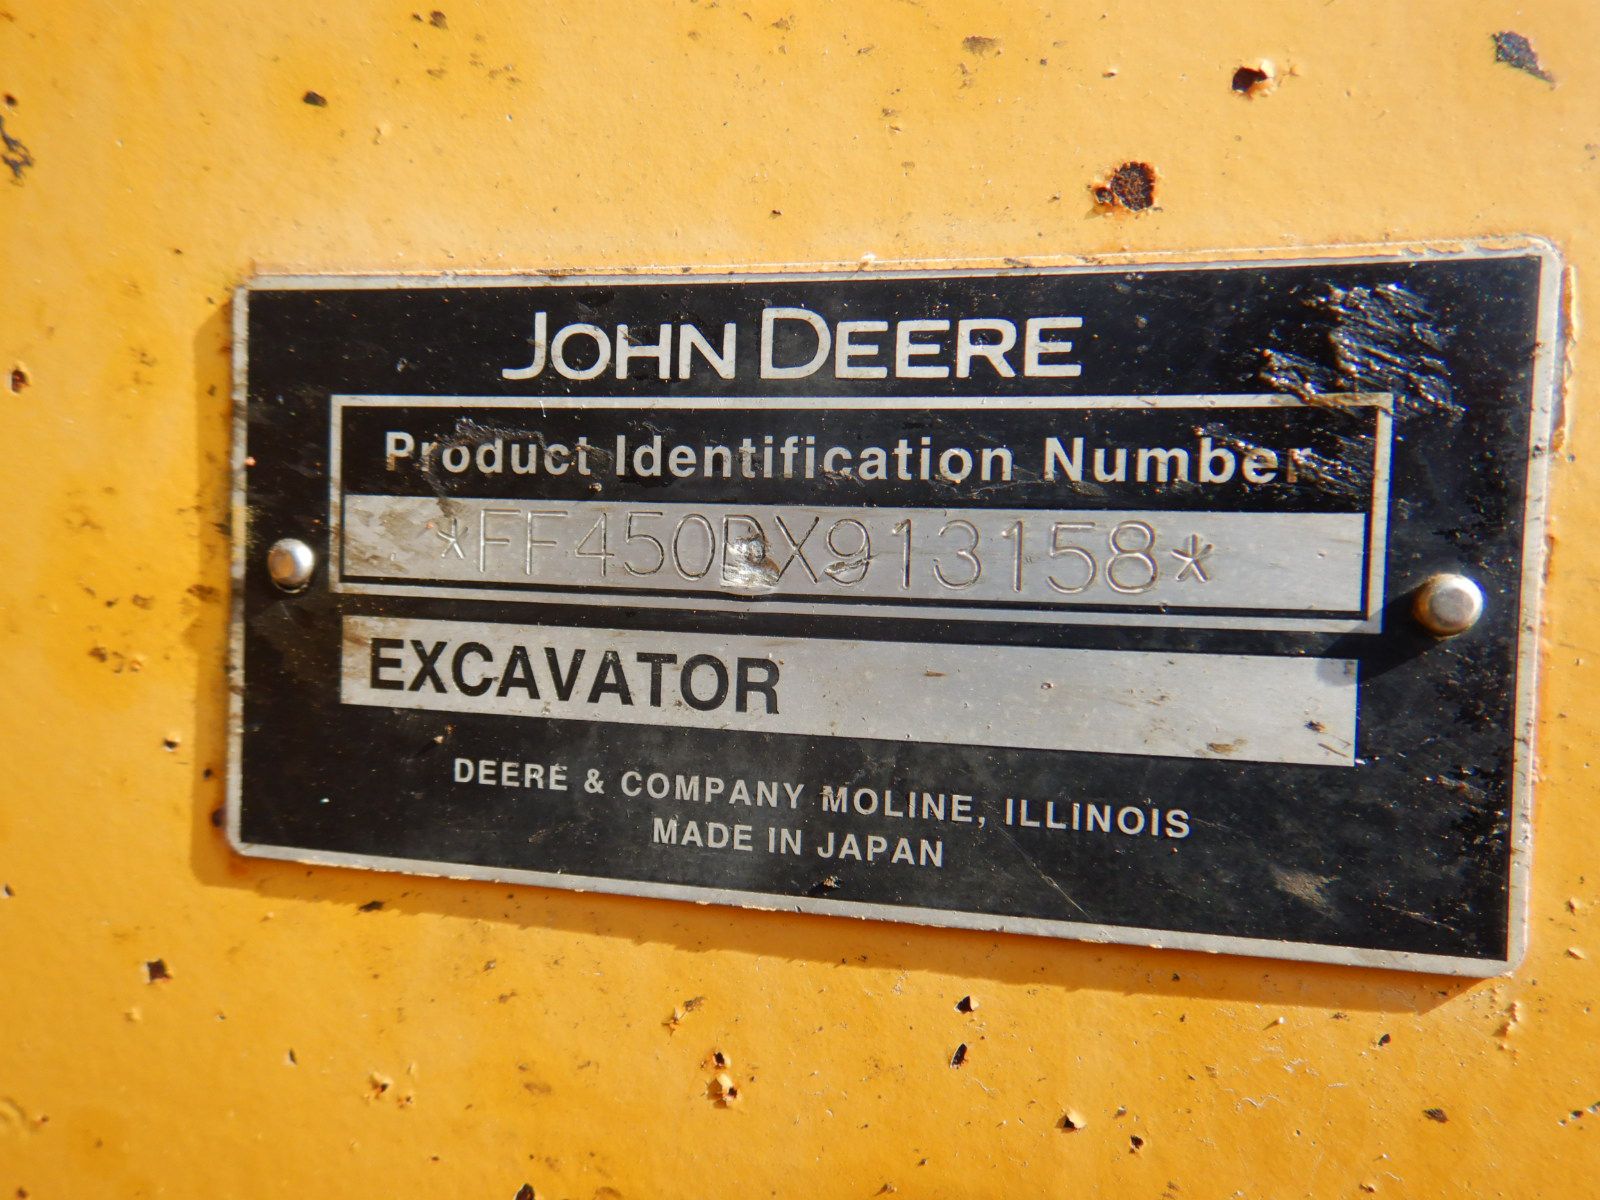 JOHN DEERE
Product Identification Number
*FF450DX913158*
EXCAVATOR
DEERE & COMPANY MOLINE, ILLINOIS
MADE IN JAPAN